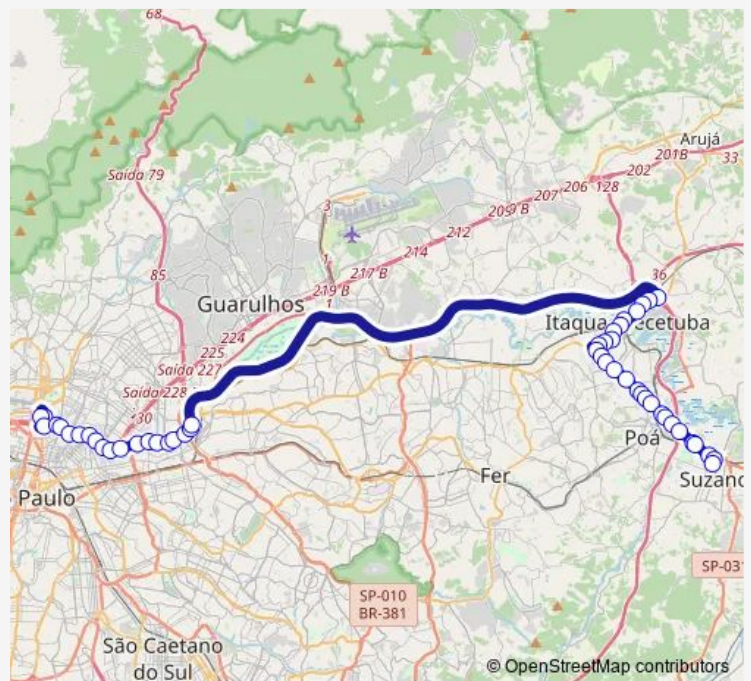 68
Arujá
201B
33
Saída 79
202
206
128
207
209
B
3
212
214
85
217 B
1
219 B
1
36
Guarulhos
Itaqua
ecetuba
224
225
Saída 227
Saída 228
30
Poá
Paulo
Fer
Suzano
SP-031
SP-010
BR-381
São Caetano
do Sul
© OpenStreetMap contributors